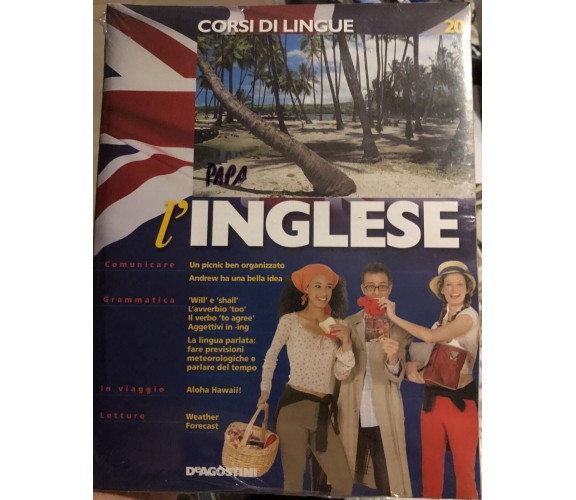 CORSI DI LINGUE 20
PAPA
l'INGLESE
Comunicare Un picnic ben organizzato
Andrew ha una bella idea
Grammatica 'Will' e 'shall'
L'avverbio 'too'
Il verbo 'to agree'
Aggettivi in -ing
La lingua parlata:
fare previsioni
meteorologiche e
parlare del tempo
In viaggio Aloha Hawaii!
Letture Weather
Forecast
DEAGOSTINI